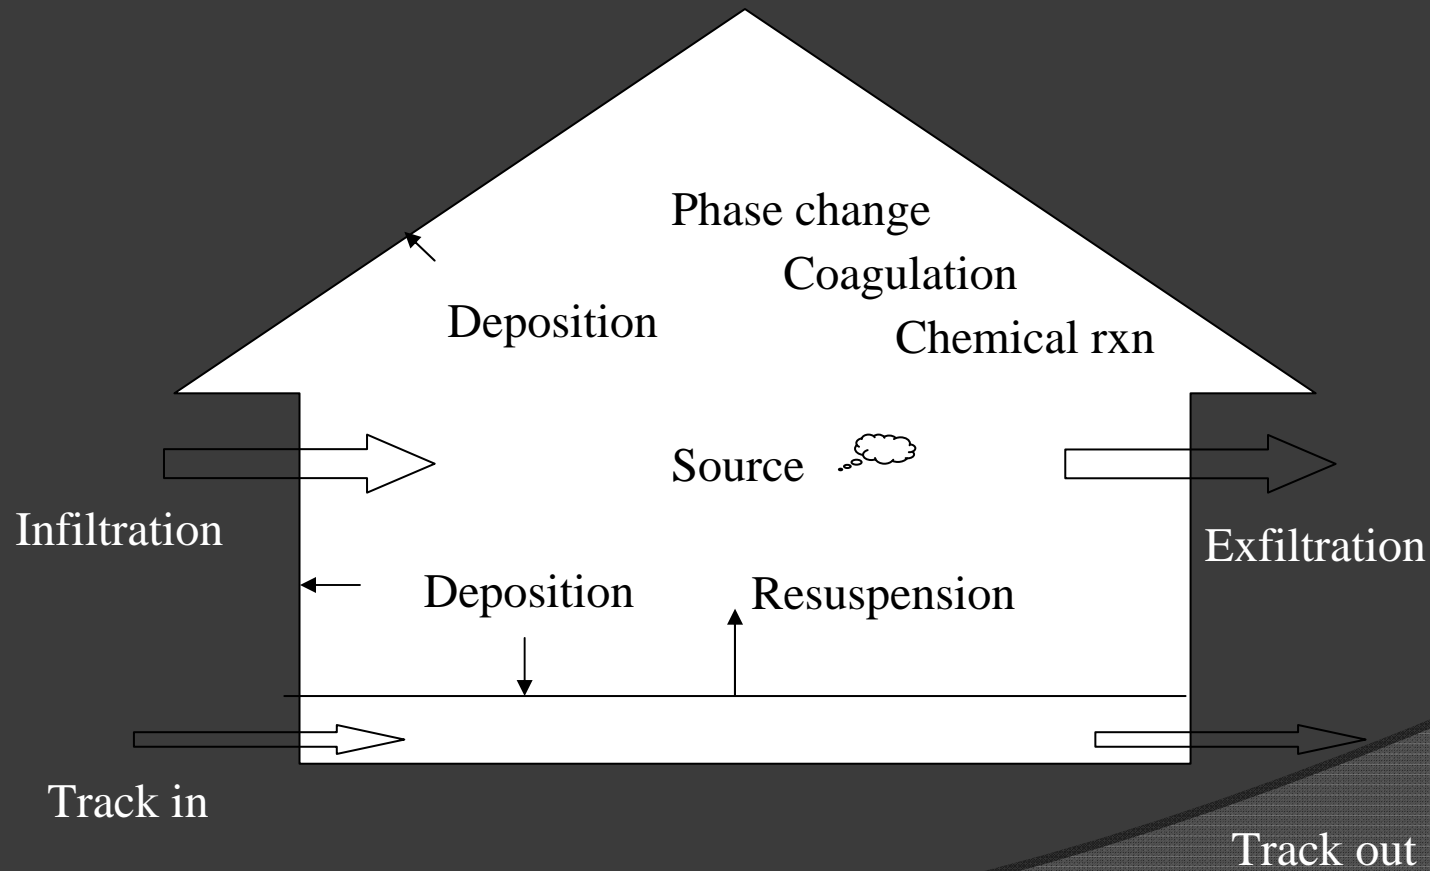 Phase change
Coagulation
Deposition
Chemical rxn
Source
Infiltration
Exfiltration
Deposition
Resuspension
Track in
Track out